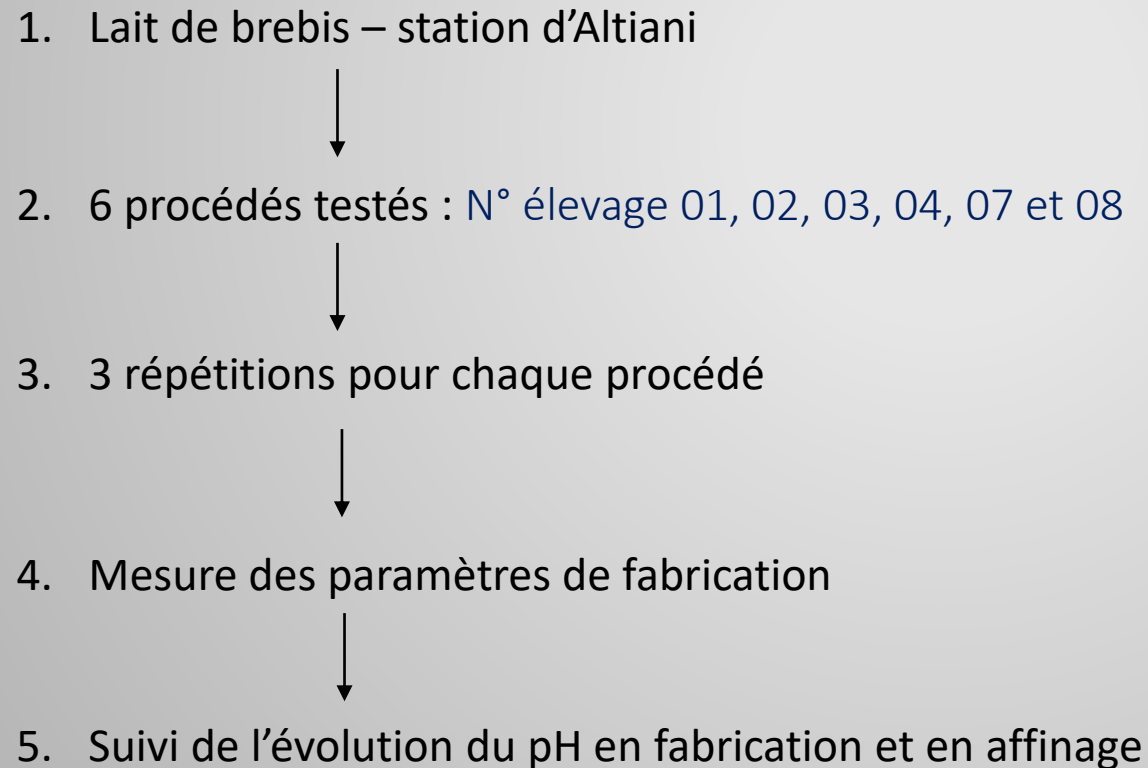 1. Lait de brebis – station d’Altiani
2. 6 procédés testés : N° élevage 01, 02, 03, 04, 07 et 08
3. 3 répétitions pour chaque procédé
4. Mesure des paramètres de fabrication
5. Suivi de l’évolution du pH en fabrication et en affinage